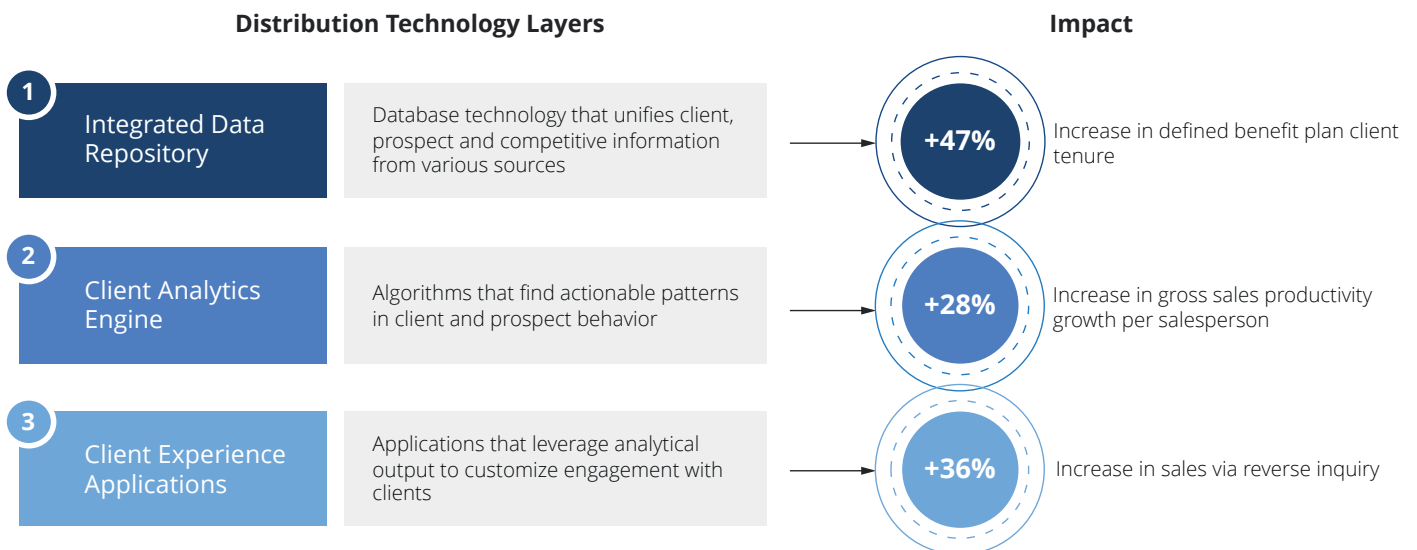 Distribution Technology Layers
Impact
1
Integrated Data
Repository
Database technology that unifies client,
prospect and competitive information
from various sources
+47%
Increase in defined benefit plan client
tenure
2
Client Analytics
Engine
Algorithms that find actionable patterns
in client and prospect behavior
+28%
Increase in gross sales productivity
growth per salesperson
3
Client Experience
Applications
Applications that leverage analytical
output to customize engagement with
clients
+36%
Increase in sales via reverse inquiry